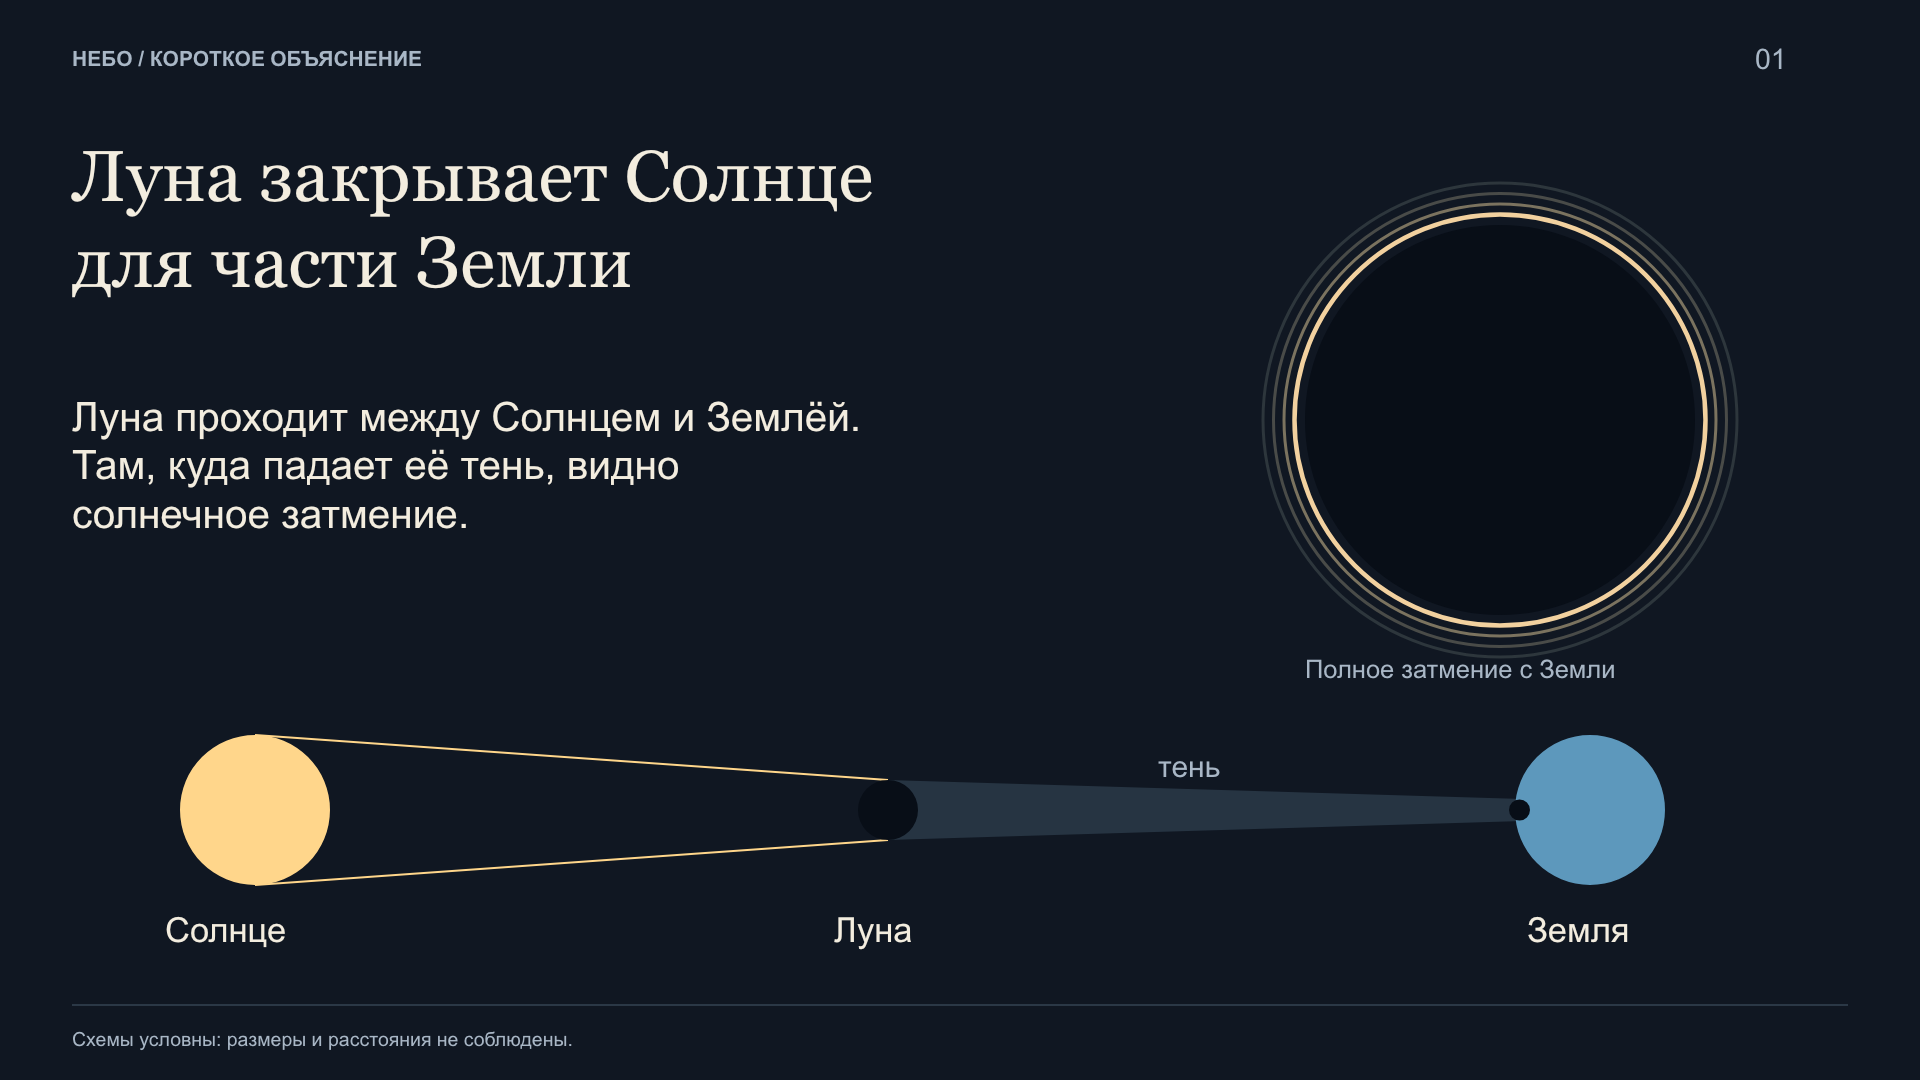 НЕБО / КОРОТКОЕ ОБЪЯСНЕНИЕ
01
Луна закрывает Солнце
для части Земли
Луна проходит между Солнцем и Землёй.
Там, куда падает её тень, видно
солнечное затмение.
Полное затмение с Земли
тень
Солнце
Луна
Земля
Схемы условны: размеры и расстояния не соблюдены.